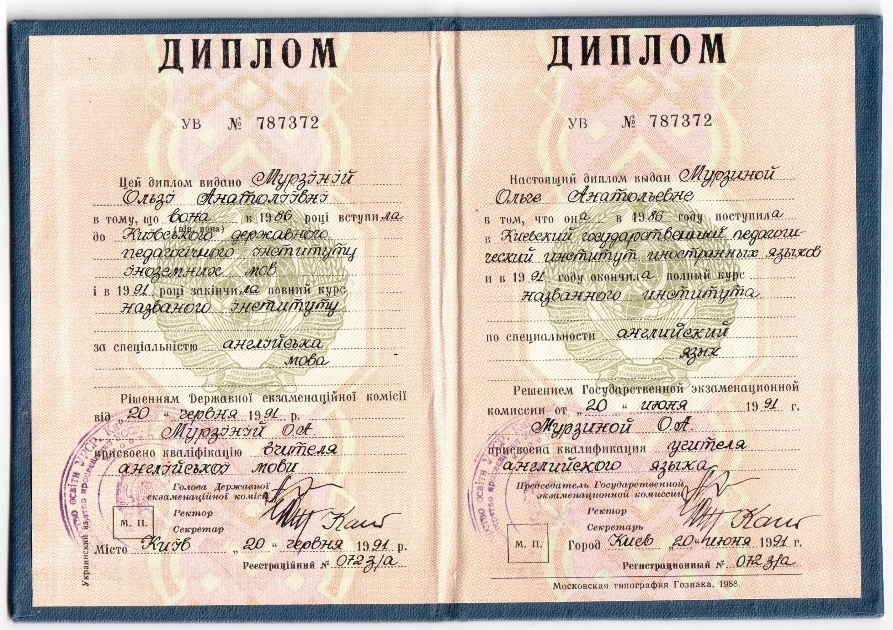 ДИПЛОМ
УВ № 787372
Цей диплом видано Мурзіній
Ользі Анатоліївні
в тому, що вона в 1986 році вступила
(він, вона)
до Київського державного
педагогічного інституту
іноземних мов
і в 1991 році закінчила повний курс
названого інституту
за спеціальністю англійська
мова
Рішенням Державної екзаменаційної комісії
від „20“ червня 1991 р.
Мурзіній О.А
присвоєно кваліфікацію вчителя
англійської мови
Голова Державної
екзаменаційної комісії
Ректор
Секретар
М. П.
Місто Київ „20“ червня 1991 р.
Реєстраційний № 072 з/а
ДИПЛОМ
УВ № 787372
Настоящий диплом выдан Мурзиной
Ольге Анатольевне
в том, что она в 1986 году поступила
в Киевский государственный педагоги-
ческий институт иностранных языков
и в 1991 году окончила полный курс
названного института
по специальности английский
язык
Решением Государственной экзаменационной
комиссии от „20“ июня 1991 г.
Мурзиной О.А.
присвоена квалификация учителя
английского языка
Председатель Государственной
экзаменационной комиссии
Ректор
Секретарь
М. П.
Город Киев „20“ июня 1991 г.
Регистрационный № 072 з/а
Московская типография Гознака. 1988.